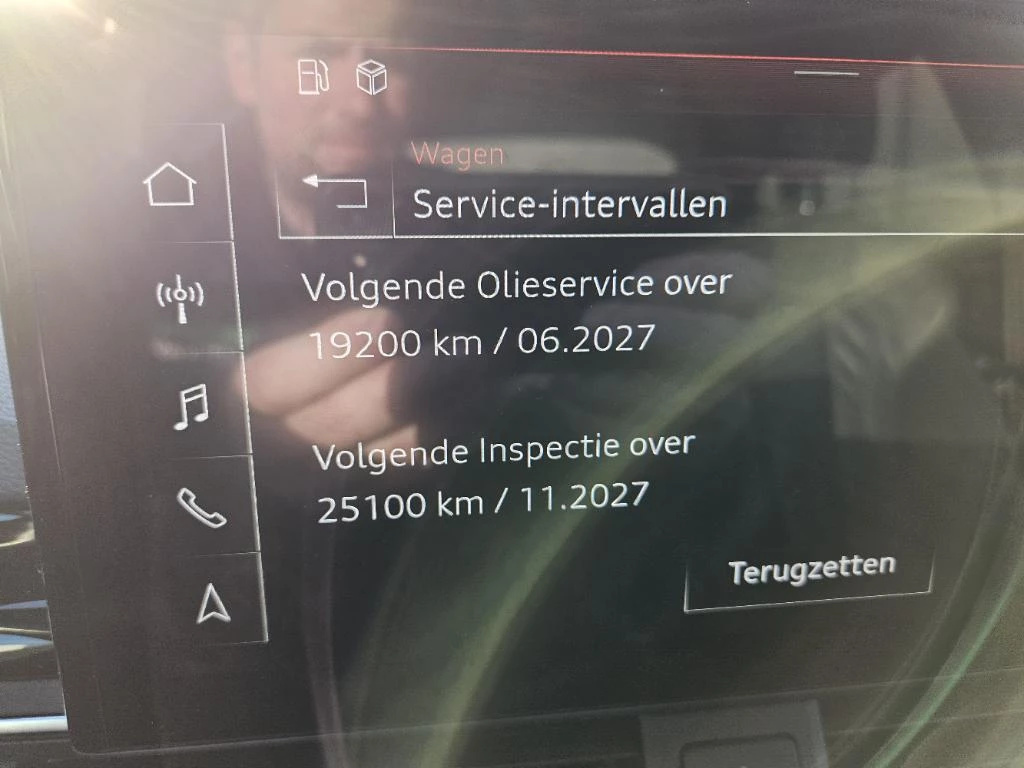 Wagen
Service-intervallen
Volgende Olieservice over
19200 km / 06.2027
Volgende Inspectie over
25100 km / 11.2027
Terugzetten